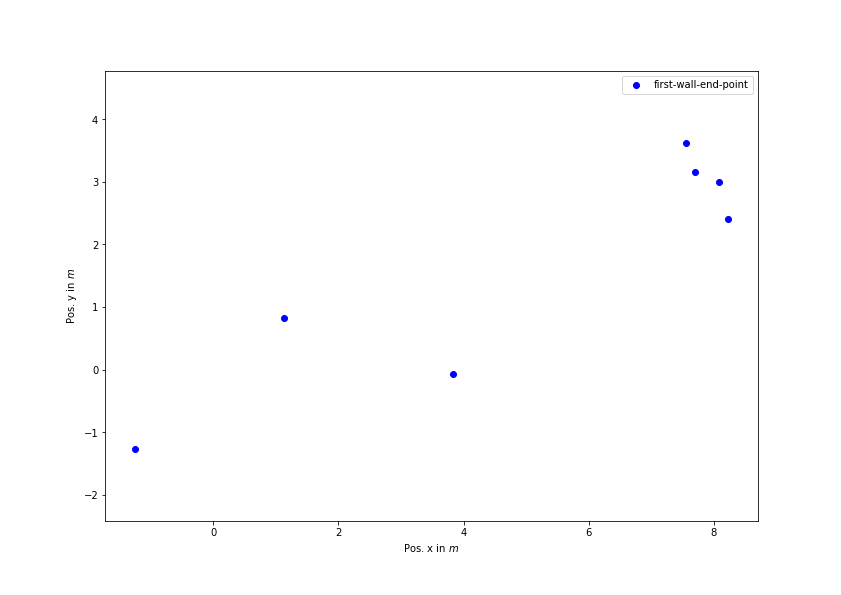 first-wall-end-point
4
3
2
1
0
−1
−2
Pos. y in m
0 2 4 6 8
Pos. x in m